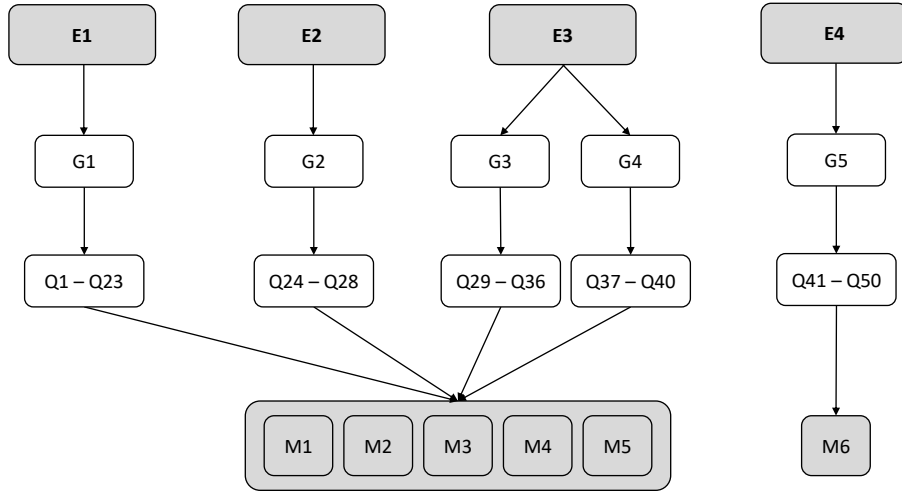 E1
E2
E3
E4
G1
G2
G3
G4
G5
Q1 – Q23
Q24 – Q28
Q29 – Q36
Q37 – Q40
Q41 – Q50
M1
M2
M3
M4
M5
M6